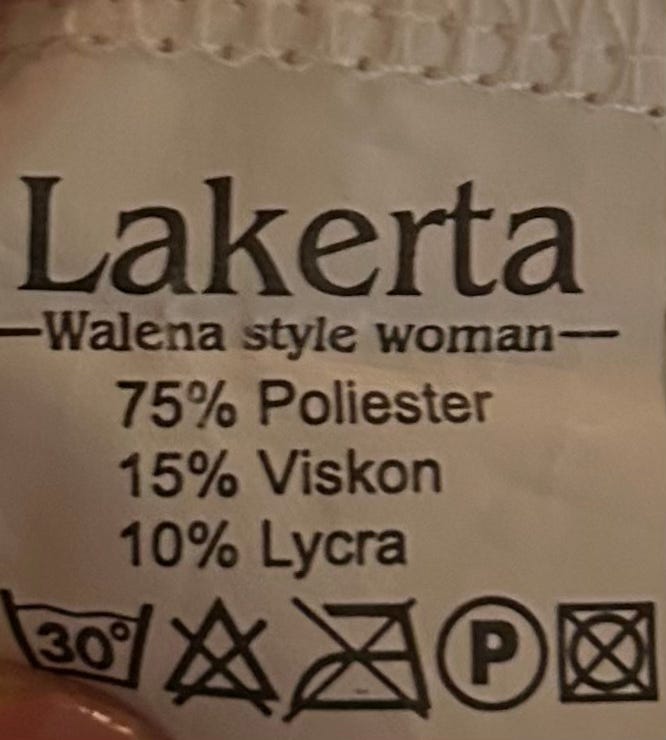 Lakerta
—Walena style woman—
75% Poliester
15% Viskon
10% Lycra
30° P